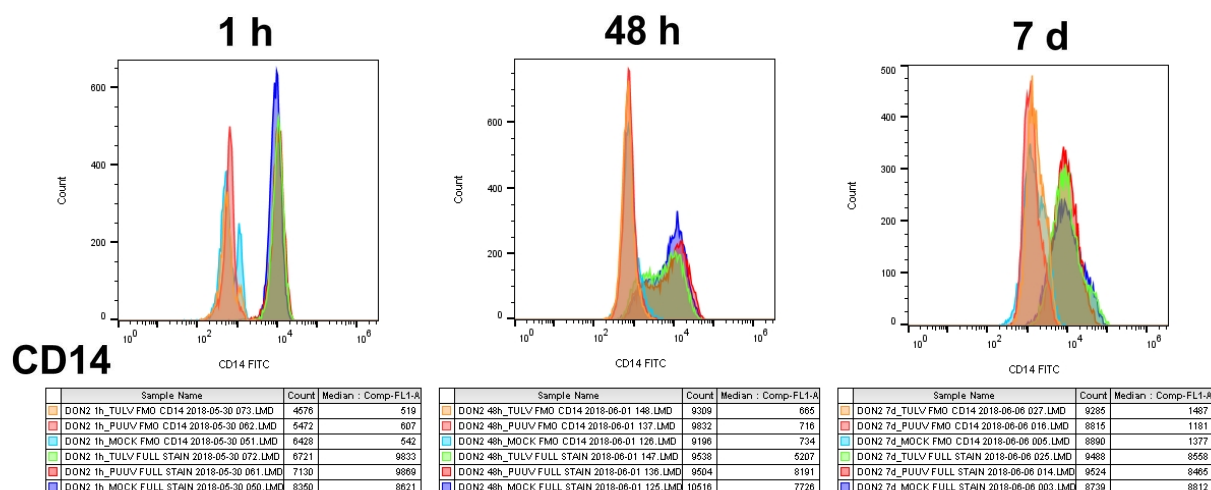 1 h
48 h
7 d
600
400
200
0
Count
10^0 10^2 10^4 10^6
CD14 FITC
600
400
200
0
Count
10^0 10^2 10^4 10^6
CD14 FITC
500
400
300
200
100
0
Count
10^0 10^2 10^4 10^6
CD14 FITC
CD14
Sample Name Count Median : Comp-FL1-A
DON2 1h_TULV FMO CD14 2018-05-30 073.LMD 4576 519
DON2 1h_PUUV FMO CD14 2018-05-30 062.LMD 5472 607
DON2 1h_MOCK FMO CD14 2018-05-30 051.LMD 6428 542
DON2 1h_TULV FULL STAIN 2018-05-30 072.LMD 6721 9833
DON2 1h_PUUV FULL STAIN 2018-05-30 061.LMD 7130 9869
DON2 1h_MOCK FULL STAIN 2018-05-30 050.LMD 8350 8621
Sample Name Count Median : Comp-FL1-A
DON2 48h_TULV FMO CD14 2018-06-01 148.LMD 9309 665
DON2 48h_PUUV FMO CD14 2018-06-01 137.LMD 9832 716
DON2 48h_MOCK FMO CD14 2018-06-01 126.LMD 9196 734
DON2 48h_TULV FULL STAIN 2018-06-01 147.LMD 9538 5207
DON2 48h_PUUV FULL STAIN 2018-06-01 136.LMD 9504 8191
DON2 48h_MOCK FULL STAIN 2018-06-01 125.LMD 10516 7726
Sample Name Count Median : Comp-FL1-A
DON2 7d_TULV FMO CD14 2018-06-06 027.LMD 9285 1487
DON2 7d_PUUV FMO CD14 2018-06-06 016.LMD 8815 1181
DON2 7d_MOCK FMO CD14 2018-06-06 005.LMD 8890 1377
DON2 7d_TULV FULL STAIN 2018-06-06 025.LMD 9488 8558
DON2 7d_PUUV FULL STAIN 2018-06-06 014.LMD 9524 8465
DON2 7d_MOCK FULL STAIN 2018-06-06 003.LMD 8739 8812